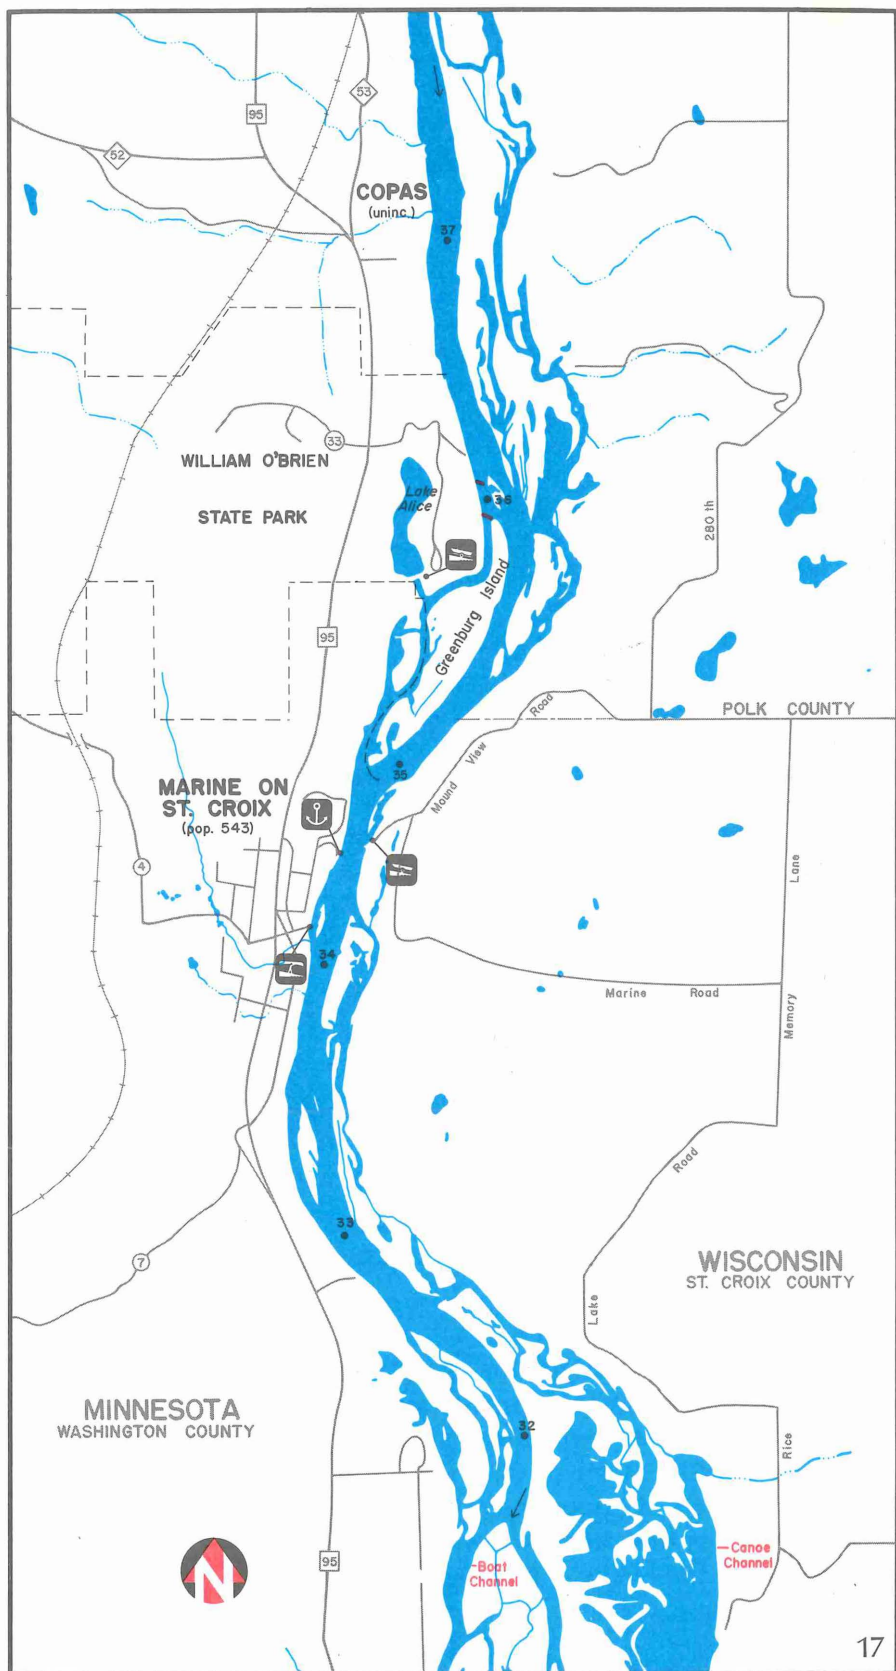 53
95
52
COPAS
(uninc.)
37
33
WILLIAM O'BRIEN
STATE PARK
Lake
Alice
36
280 th
Greenburg Island
95
POLK COUNTY
Mound View Road
35
MARINE ON
ST. CROIX
(pop. 543)
4
Lane
34
Marine Road
Memory
Road
33
7
WISCONSIN
ST. CROIX COUNTY
Lake
MINNESOTA
WASHINGTON COUNTY
32
Rice
Canoe
Channel
Boat
Channel
95
N
17